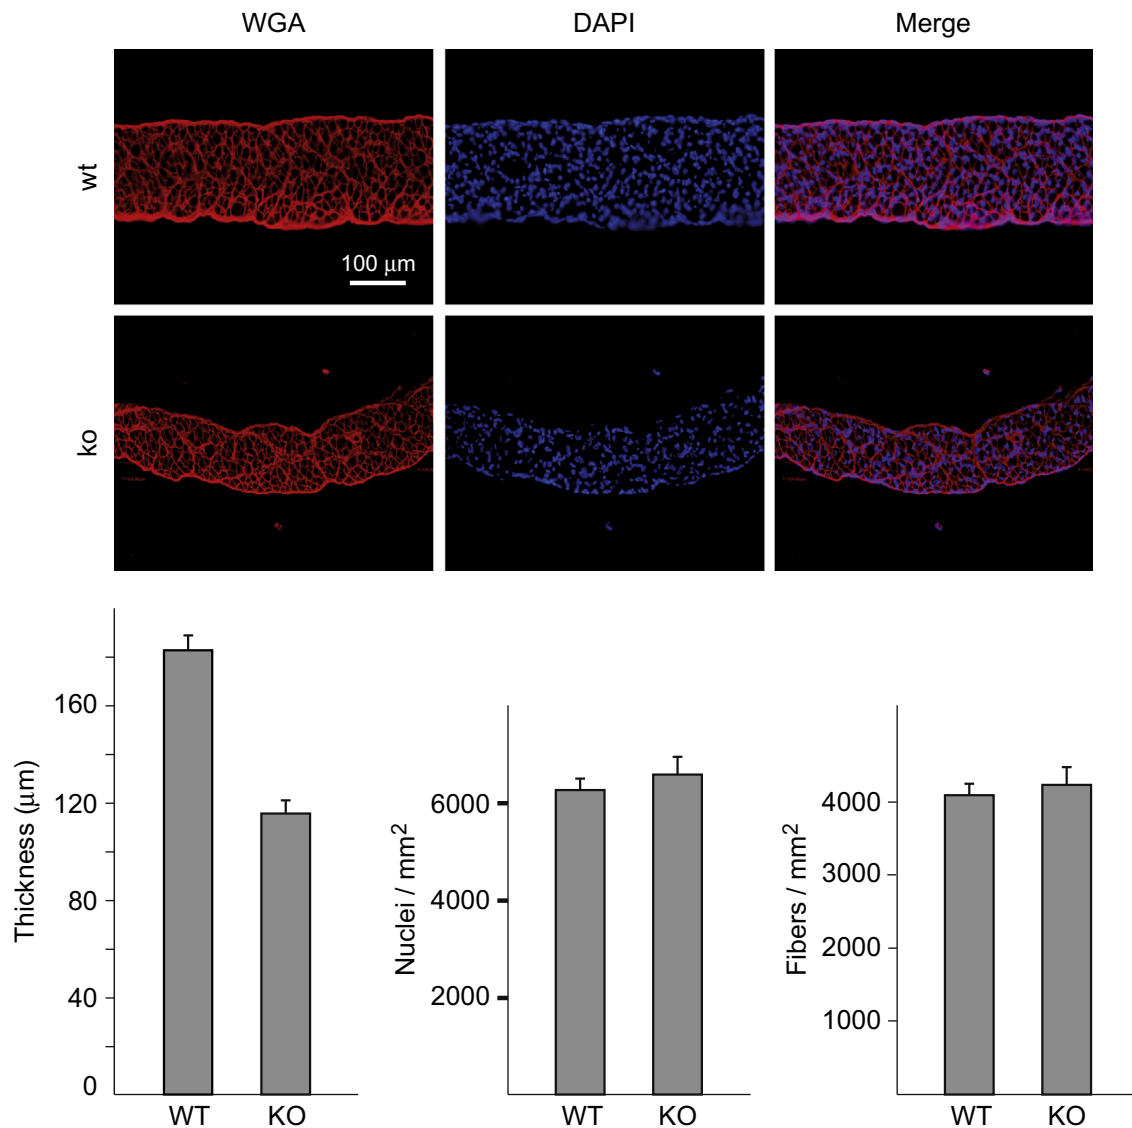 WGA DAPI Merge
wt
100 μm
ko
Thickness (μm)
160
120
80
40
0
WT KO
Nuclei / mm²
6000
4000
2000
WT KO
Fibers / mm²
4000
3000
2000
1000
WT KO